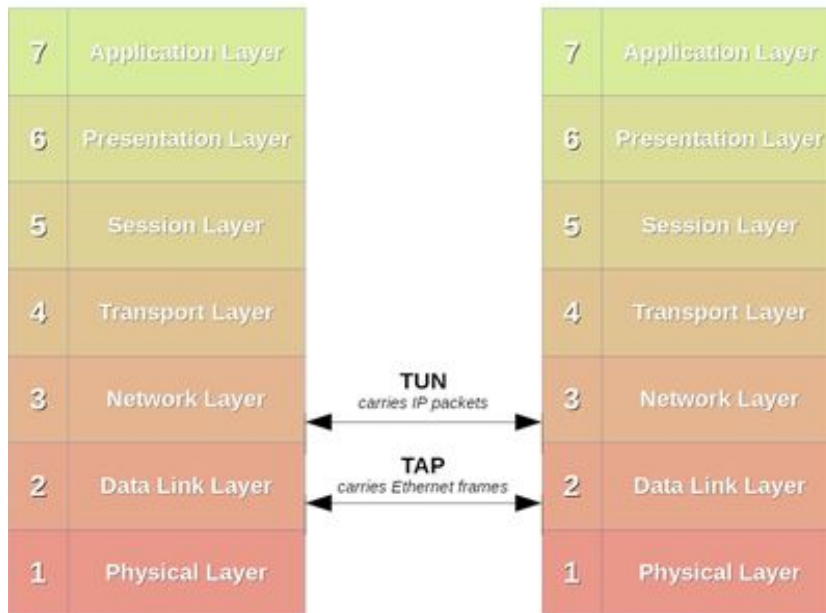 7 Application Layer
6 Presentation Layer
5 Session Layer
4 Transport Layer
3 Network Layer
2 Data Link Layer
1 Physical Layer
TUN
carries IP packets
TAP
carries Ethernet frames
7 Application Layer
6 Presentation Layer
5 Session Layer
4 Transport Layer
3 Network Layer
2 Data Link Layer
1 Physical Layer